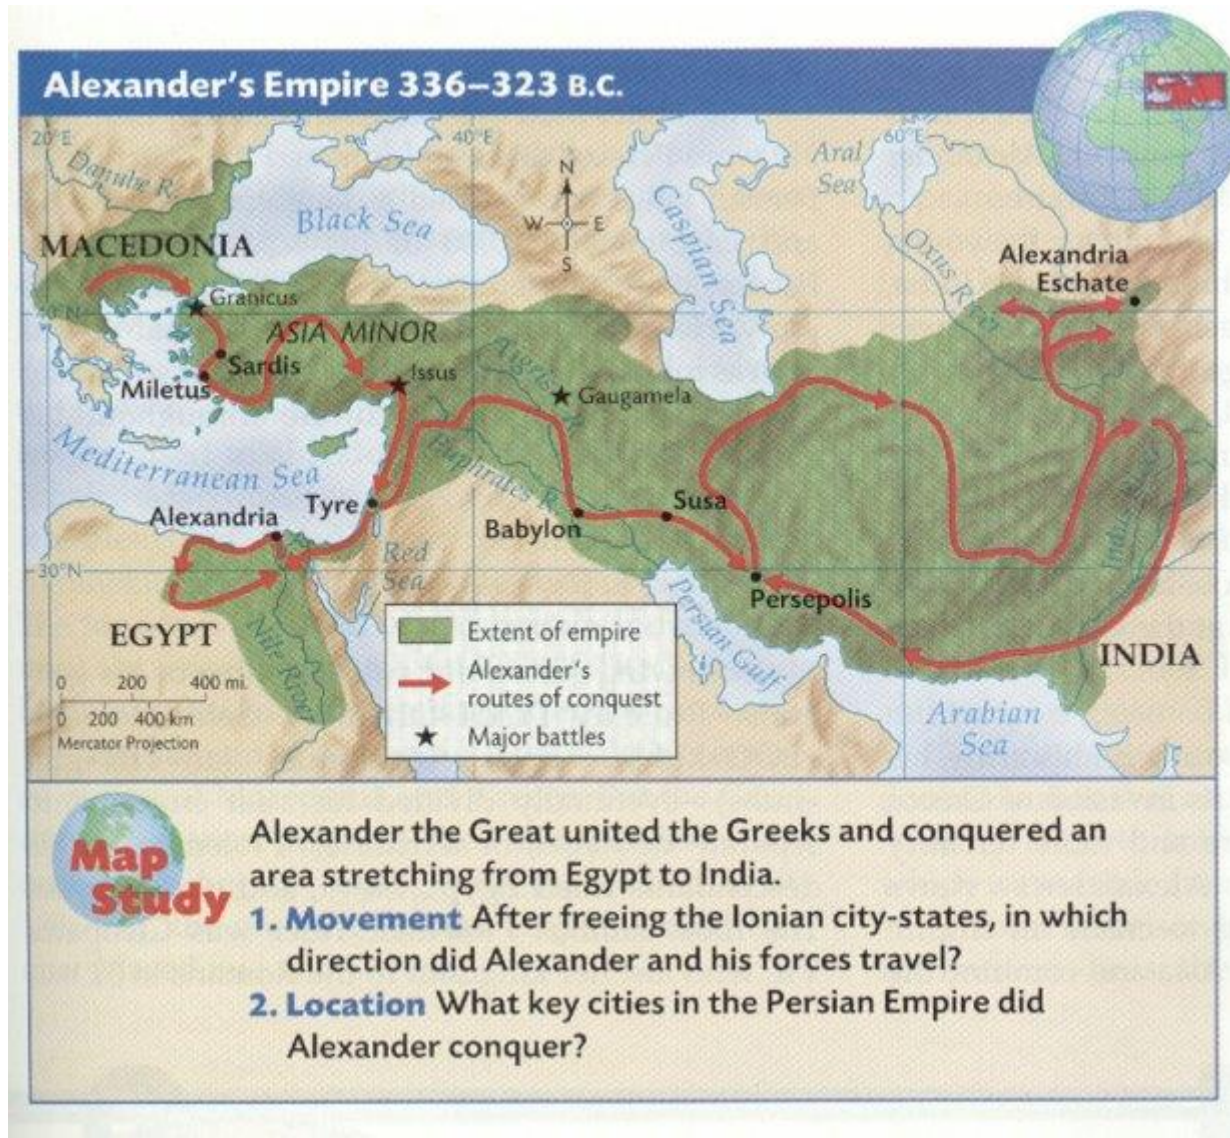 Alexander's Empire 336–323 B.C.
20°E
40°E
60°E
Danube R.
Black Sea
Caspian Sea
Aral
Sea
Oxus River
N
W E
S
MACEDONIA
Alexandria
Eschate
Granicus
ASIA MINOR
Sardis
Miletus
Issus
Tigris
Gaugamela
Mediterranean Sea
Euphrates R.
Tyre
Alexandria
Babylon
Susa
30°N
Red
Sea
Persepolis
Persian Gulf
EGYPT
Nile River
INDIA
Arabian
Sea
Extent of empire
Alexander's
routes of conquest
Major battles
0 200 400 mi.
0 200 400 km
Mercator Projection
Map
Study
Alexander the Great united the Greeks and conquered an
area stretching from Egypt to India.
1. Movement After freeing the Ionian city-states, in which
direction did Alexander and his forces travel?
2. Location What key cities in the Persian Empire did
Alexander conquer?